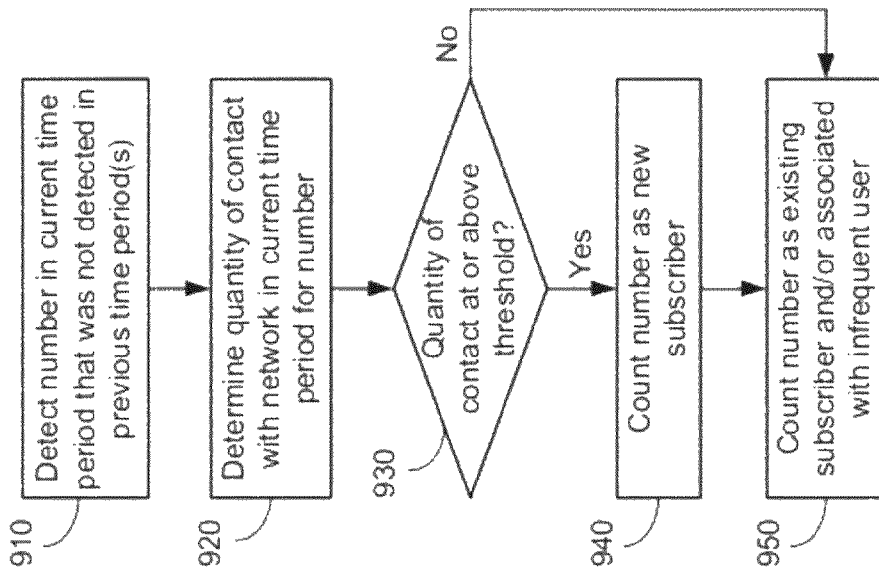 910
Detect number in current time
period that was not detected in
previous time period(s)
920
Determine quantity of contact
with network in current time
period for number
930
Quantity of
contact at or above
threshold?
No
Yes
940
Count number as new
subscriber
950
Count number as existing
subscriber and/or associated
with infrequent user